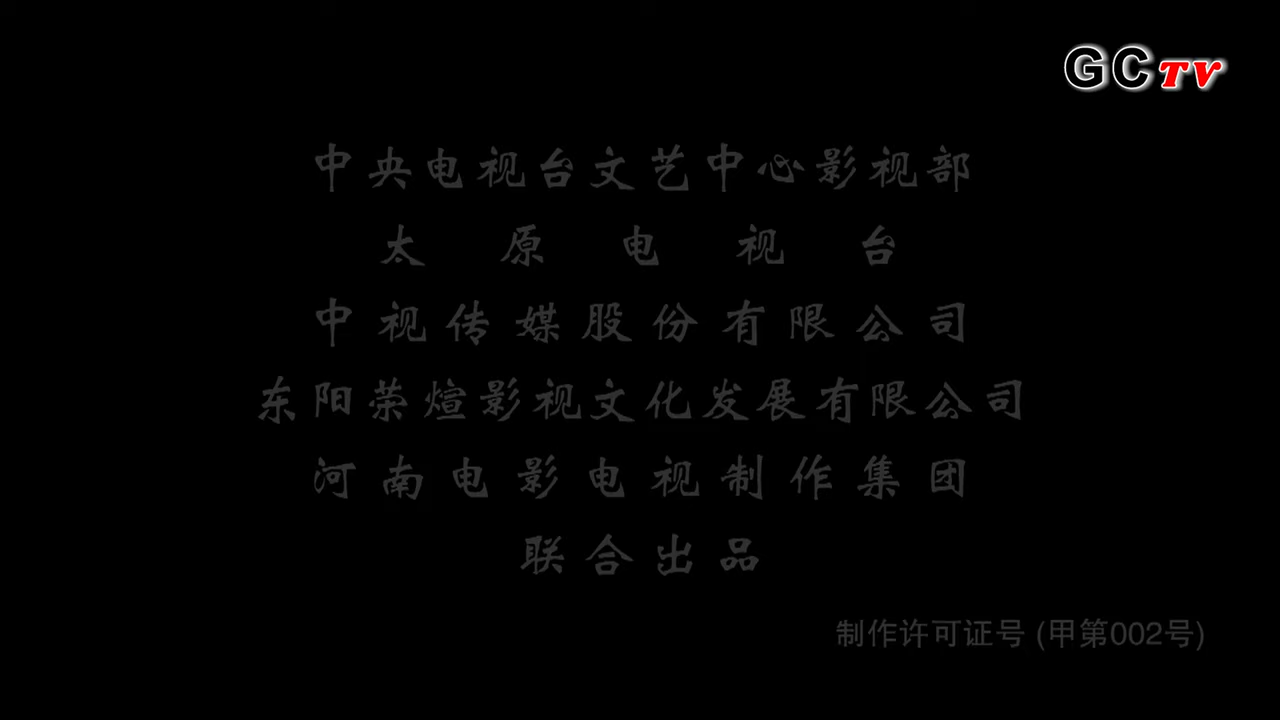 GCTV
中央电视台文艺中心影视部
太原电视台
中视传媒股份有限公司
东阳荣煊影视文化发展有限公司
河南电影电视制作集团
联合出品
制作许可证号 (甲第002号)